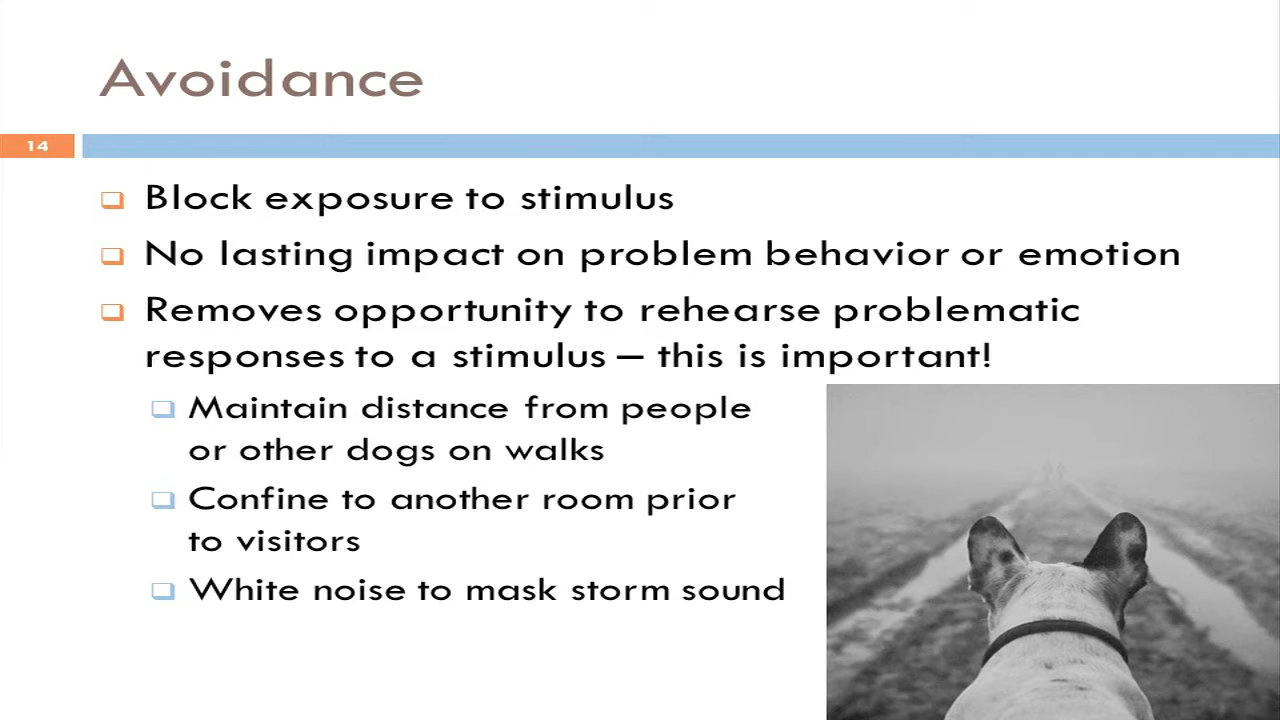 Avoidance
14
Block exposure to stimulus
No lasting impact on problem behavior or emotion
Removes opportunity to rehearse problematic
responses to a stimulus – this is important!
Maintain distance from people
or other dogs on walks
Confine to another room prior
to visitors
White noise to mask storm sound